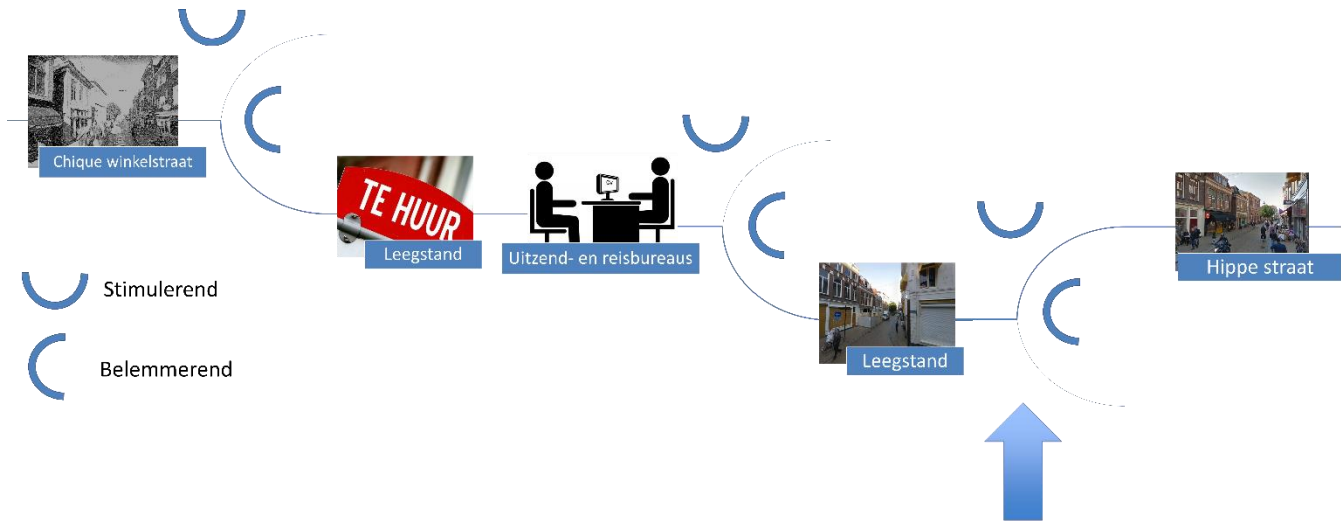 Chique winkelstraat
TE HUUR
Leegstand
Uitzend- en reisbureaus
Leegstand
Hippe straat
Stimulerend
Belemmerend